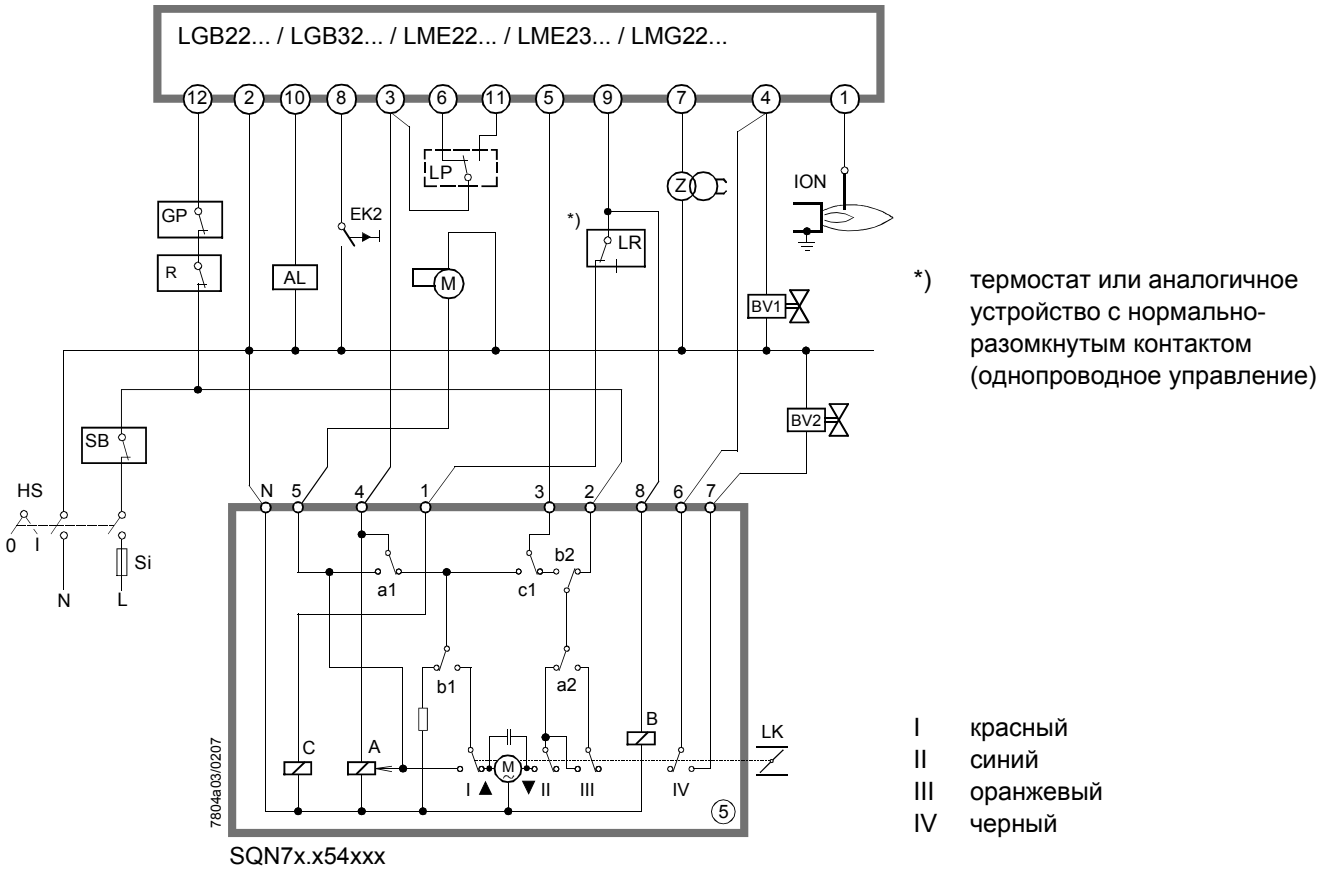 LGB22... / LGB32... / LME22... / LME23... / LMG22...
12 2 10 8 3 6 11 5 9 7 4 1
LP
Z
ION
GP
EK2
*)
LR
R
AL
M
BV1
*) термостат или аналогичное
устройство с нормально-
разомкнутым контактом
(однопроводное управление)
BV2
SB
HS
N 5 4 1 3 2 8 6 7
0 I
Si
N L
a1 c1 b2
b1 a2
C A B LK
M
I II III IV
5
7804a03/0207
I красный
II синий
III оранжевый
IV черный
SQN7x.x54xxx